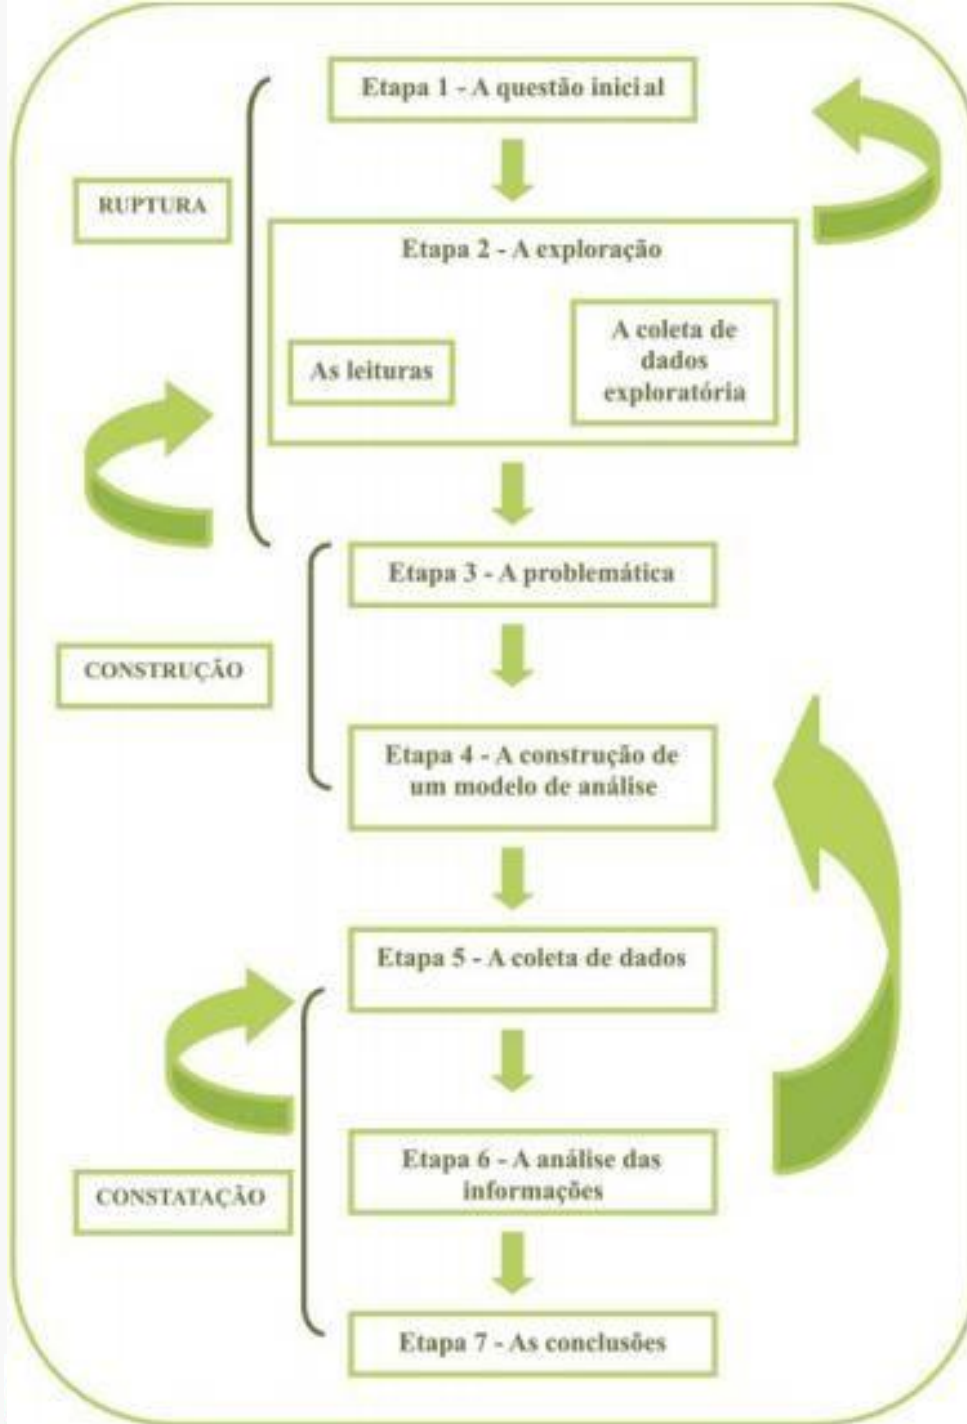 Etapa 1 - A questão inicial
RUPTURA
Etapa 2 - A exploração
As leituras
A coleta de
dados
exploratória
Etapa 3 - A problemática
CONSTRUÇÃO
Etapa 4 - A construção de
um modelo de análise
Etapa 5 - A coleta de dados
Etapa 6 - A análise das
informações
CONSTATAÇÃO
Etapa 7 - As conclusões